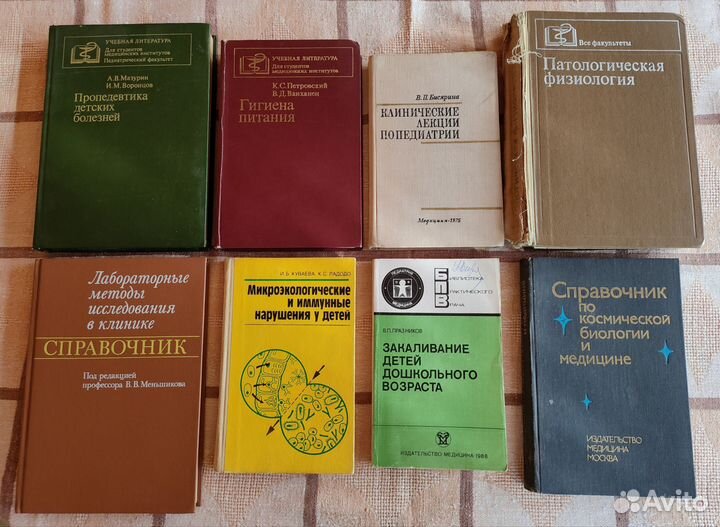 УЧЕБНАЯ ЛИТЕРАТУРА
Для студентов
медицинских институтов
Педиатрический факультет
А.В.Мазурин
И.М.Воронцов
Пропедевтика
детских
болезней
УЧЕБНАЯ ЛИТЕРАТУРА
Для студентов
медицинских институтов
К.С.Петровский
В.Д.Ванханен
Гигиена
питания
В.П.Бисярина
КЛИНИЧЕСКИЕ
ЛЕКЦИИ
ПО ПЕДИАТРИИ
Медицина-1975
Все факультеты
Патологическая
физиология
Лабораторные
методы
исследования
в клинике
СПРАВОЧНИК
Под редакцией
профессора В.В.Меньшикова
И.Б.КУВАЕВА, К.С.ЛАДОДО
Микроэкологические
и иммунные
нарушения у детей
ПЕДИАТРИЯ
МЕДИЦИНА
БИБЛИОТЕКА
ПРАКТИЧЕСКОГО
ВРАЧА
В.П.ПРАЗНИКОВ
ЗАКАЛИВАНИЕ
ДЕТЕЙ
ДОШКОЛЬНОГО
ВОЗРАСТА
ИЗДАТЕЛЬСТВО МЕДИЦИНА-1988
Справочник
по
космической
биологии
и
медицине
ИЗДАТЕЛЬСТВО
МЕДИЦИНА
МОСКВА
Avito